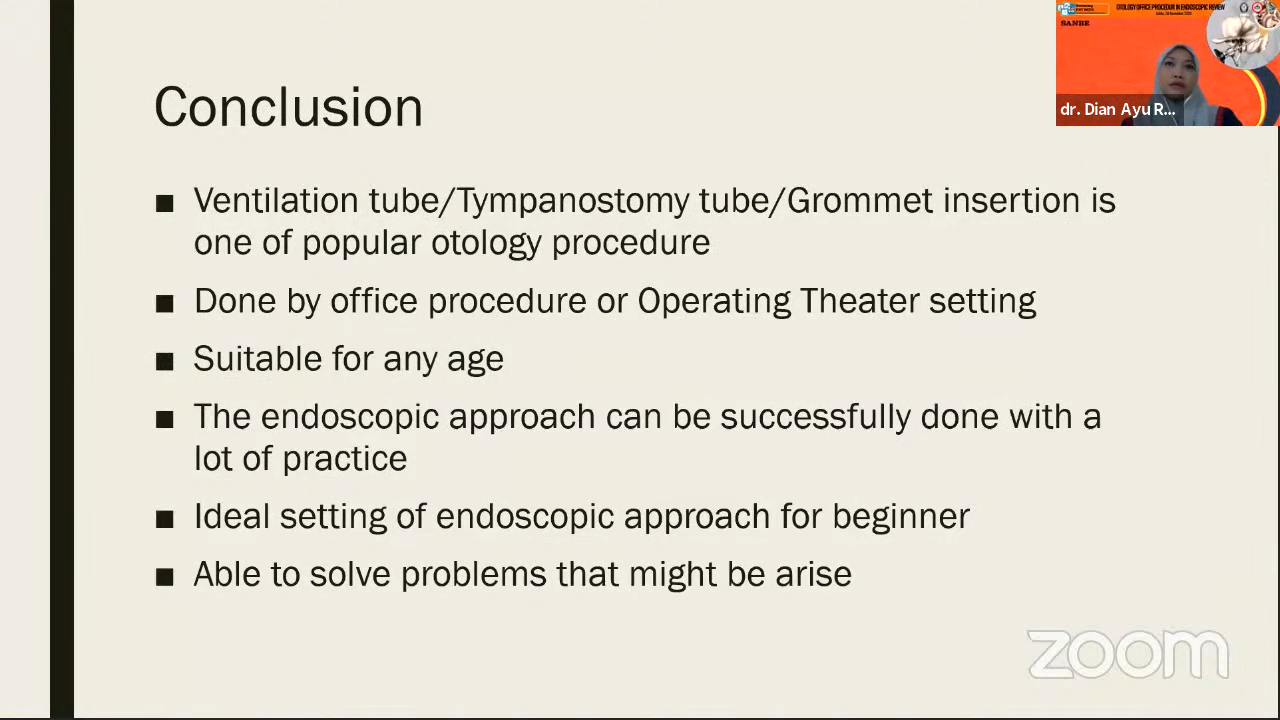 Conclusion
■ Ventilation tube/Tympanostomy tube/Grommet insertion is
one of popular otology procedure
■ Done by office procedure or Operating Theater setting
■ Suitable for any age
■ The endoscopic approach can be successfully done with a
lot of practice
■ Ideal setting of endoscopic approach for beginner
■ Able to solve problems that might be arise
OTOLOGY OFFICE PROCEDUR IN ENDOSCOPIC REVIEW
SANBE
dr. Dian Ayu R...
zoom